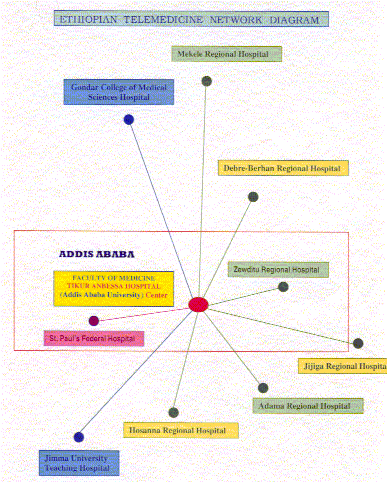 ETHIOPIAN TELEMEDICINE NETWORK DIAGRAM
Mekele Regional Hospital
Gondar College of Medical
Sciences Hospital
Debre-Berhan Regional Hospital
ADDIS ABABA
Zewditu Regional Hospital
FACULTY OF MEDICINE
TIKUR ANBESSA HOSPITAL
(Addis Ababa University) Center
St. Paul's Federal Hospital
Jijiga Regional Hospital
Adama Regional Hospital
Hosanna Regional Hospital
Jimma University
Teaching Hospital